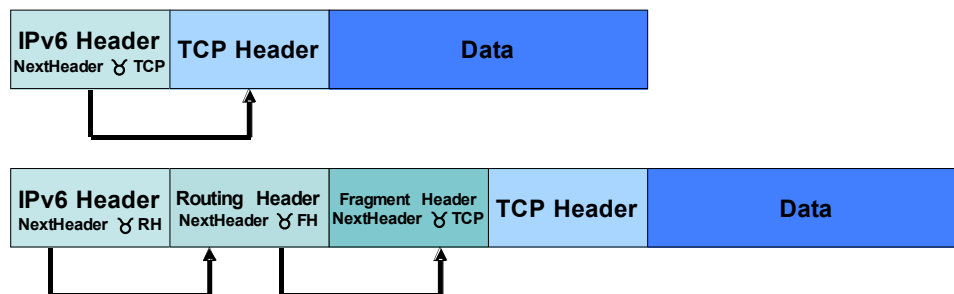 IPv6 Header
NextHeader ♉ TCP
TCP Header
Data
IPv6 Header
NextHeader ♉ RH
Routing Header
NextHeader ♉ FH
Fragment Header
NextHeader ♉ TCP
TCP Header
Data